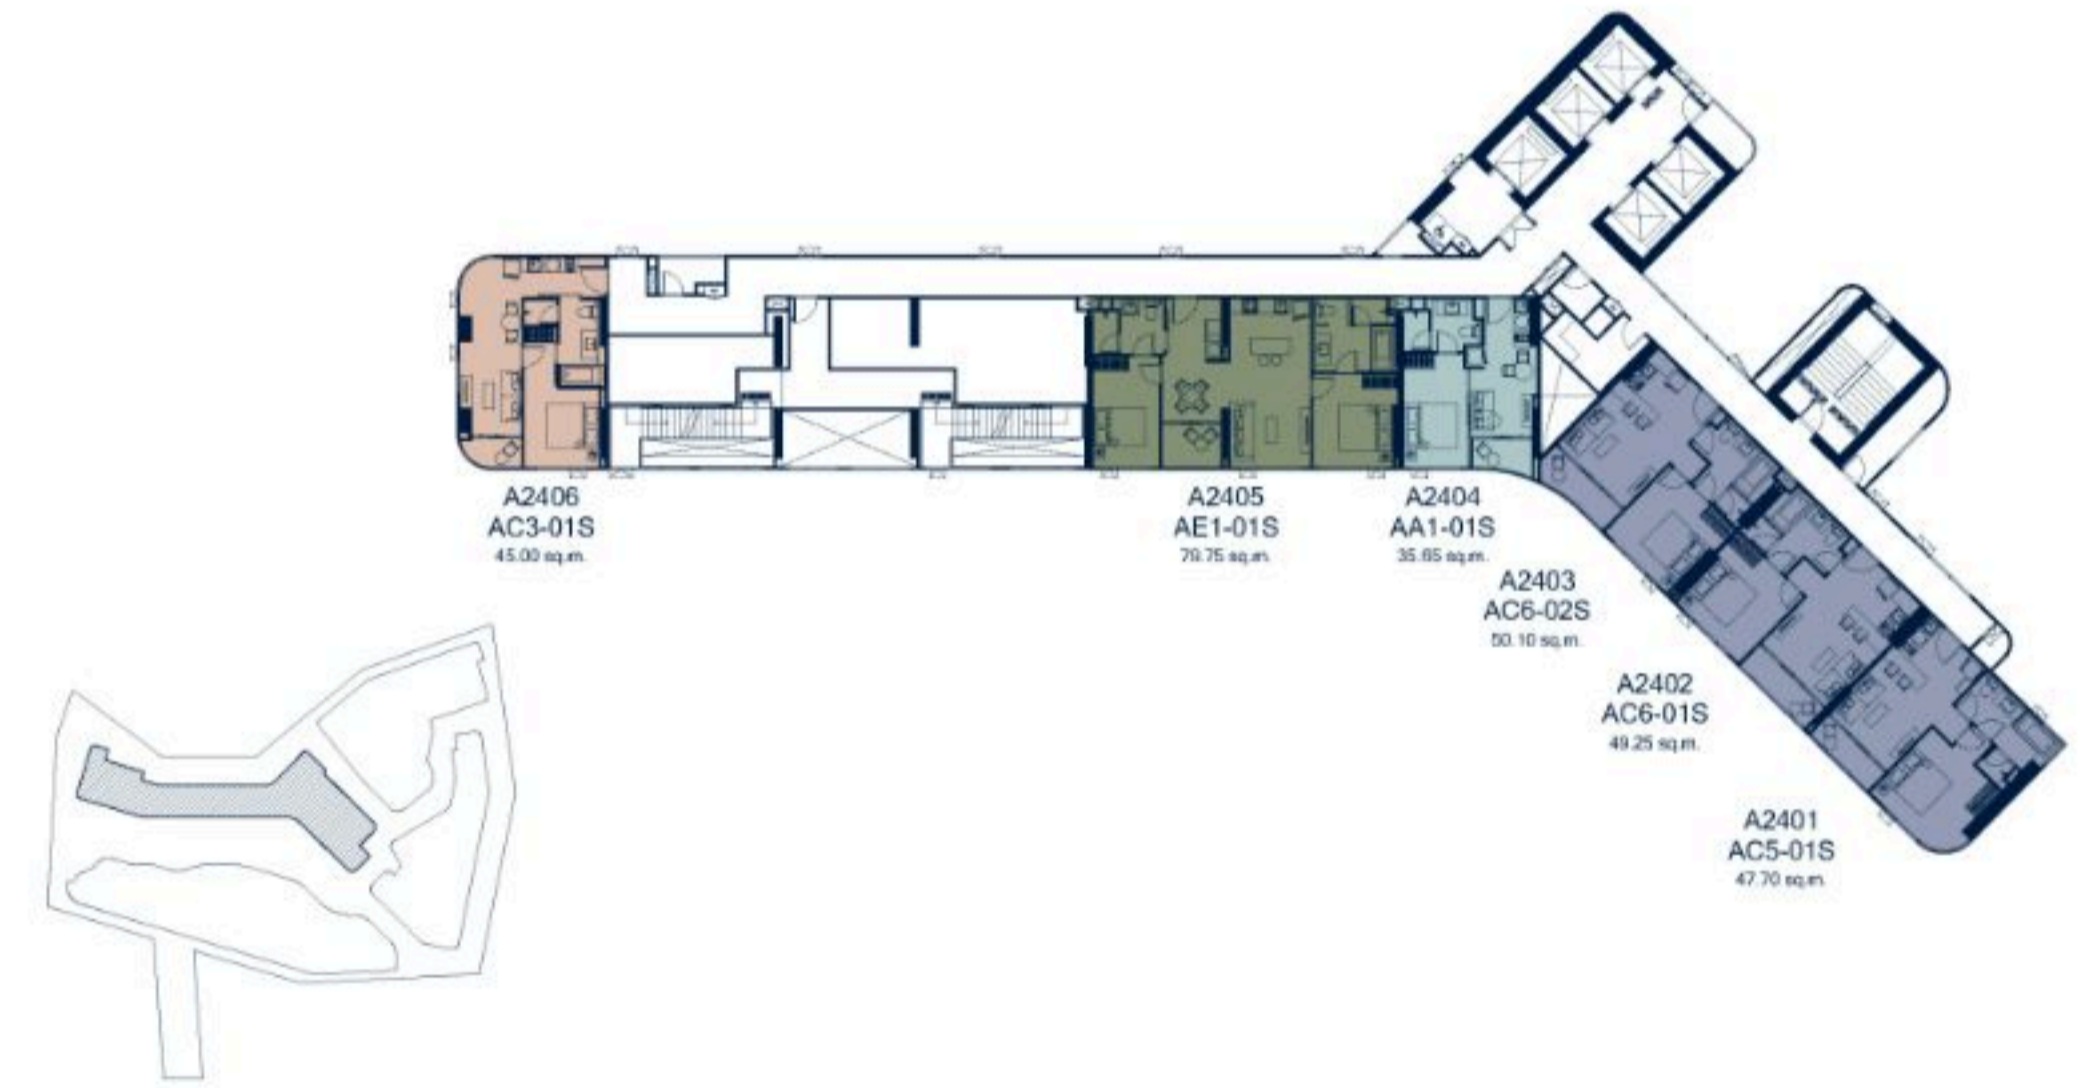 A2406
AC3-01S
45.00 sq.m.
A2405
AE1-01S
79.75 sq.m.
A2404
AA1-01S
35.65 sq.m.
A2403
AC6-02S
50.10 sq.m.
A2402
AC6-01S
49.25 sq.m.
A2401
AC5-01S
47.70 sq.m.